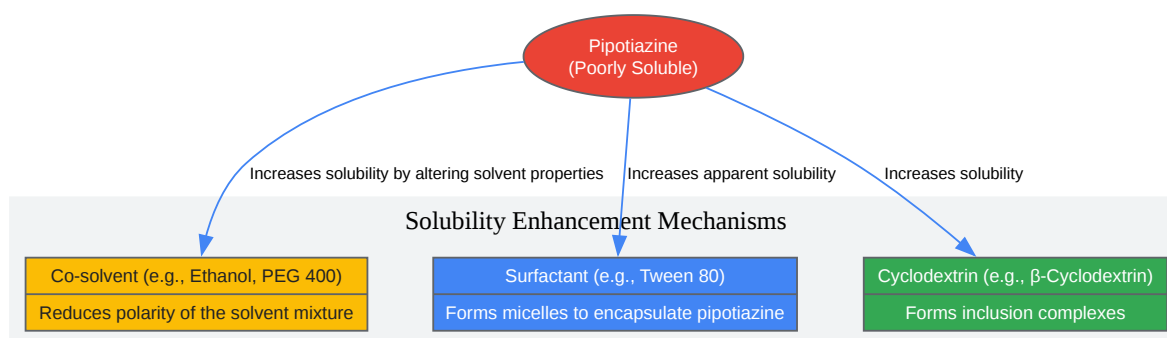 Pipotiazine
(Poorly Soluble)
Increases solubility by altering solvent properties
Increases apparent solubility
Increases solubility
Solubility Enhancement Mechanisms
Co-solvent (e.g., Ethanol, PEG 400)
Reduces polarity of the solvent mixture
Surfactant (e.g., Tween 80)
Forms micelles to encapsulate pipotiazine
Cyclodextrin (e.g., β-Cyclodextrin)
Forms inclusion complexes